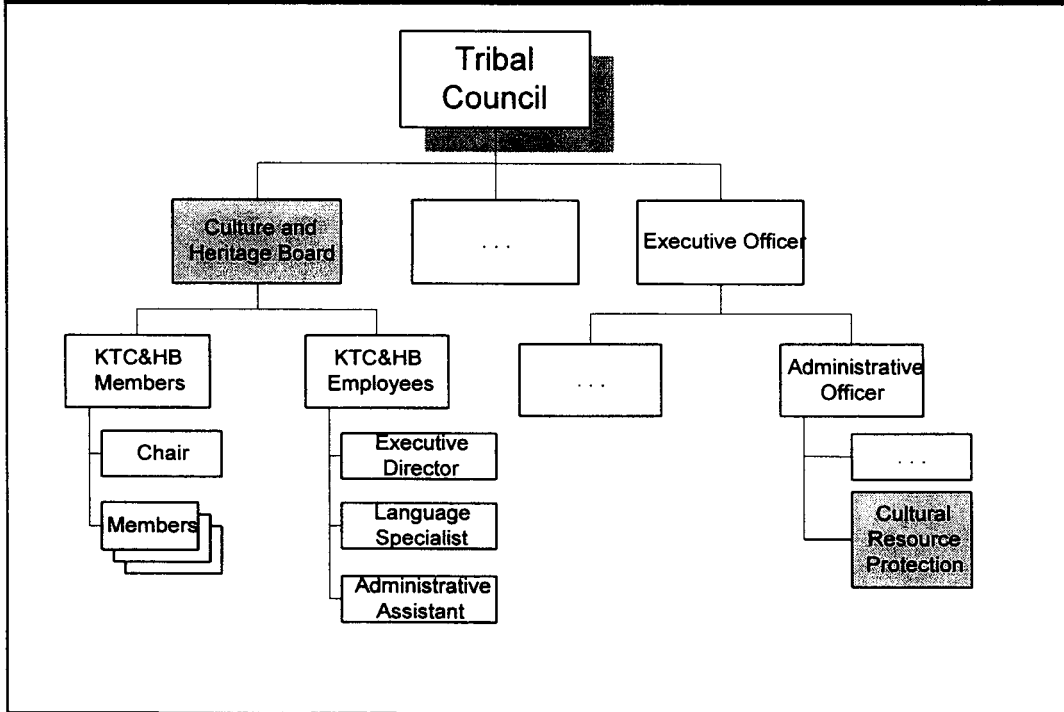 Tribal
Council
Culture and
Heritage Board
. . .
Executive Officer
KTC&HB
Members
KTC&HB
Employees
. . .
Administrative
Officer
Chair
Members
Executive
Director
Language
Specialist
Administrative
Assistant
. . .
Cultural
Resource
Protection